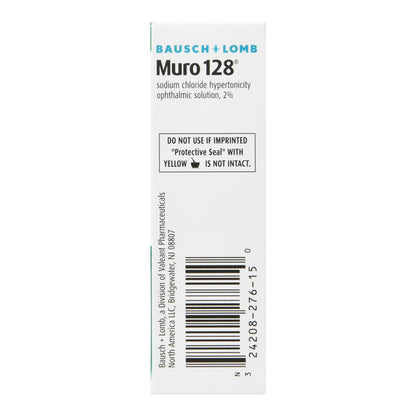 BAUSCH + LOMB
Muro 128®
sodium chloride hypertonicity
ophthalmic solution, 2%
DO NOT USE IF IMPRINTED
"Protective Seal" WITH
YELLOW IS NOT INTACT.
Bausch + Lomb, a Division of Valeant Pharmaceuticals
North America LLC, Bridgewater, NJ 08807
N
3 24208-276-15 0